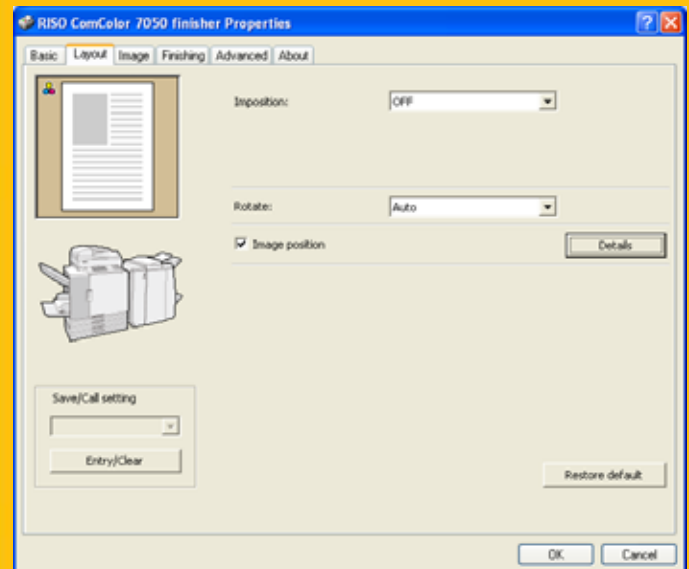 RISO ComColor 7050 finisher Properties
Basic Layout Image Finishing Advanced About
Imposition: OFF
Rotate: Auto
Image position Details
Save/Call setting
Entry/Clear
Restore default
OK Cancel